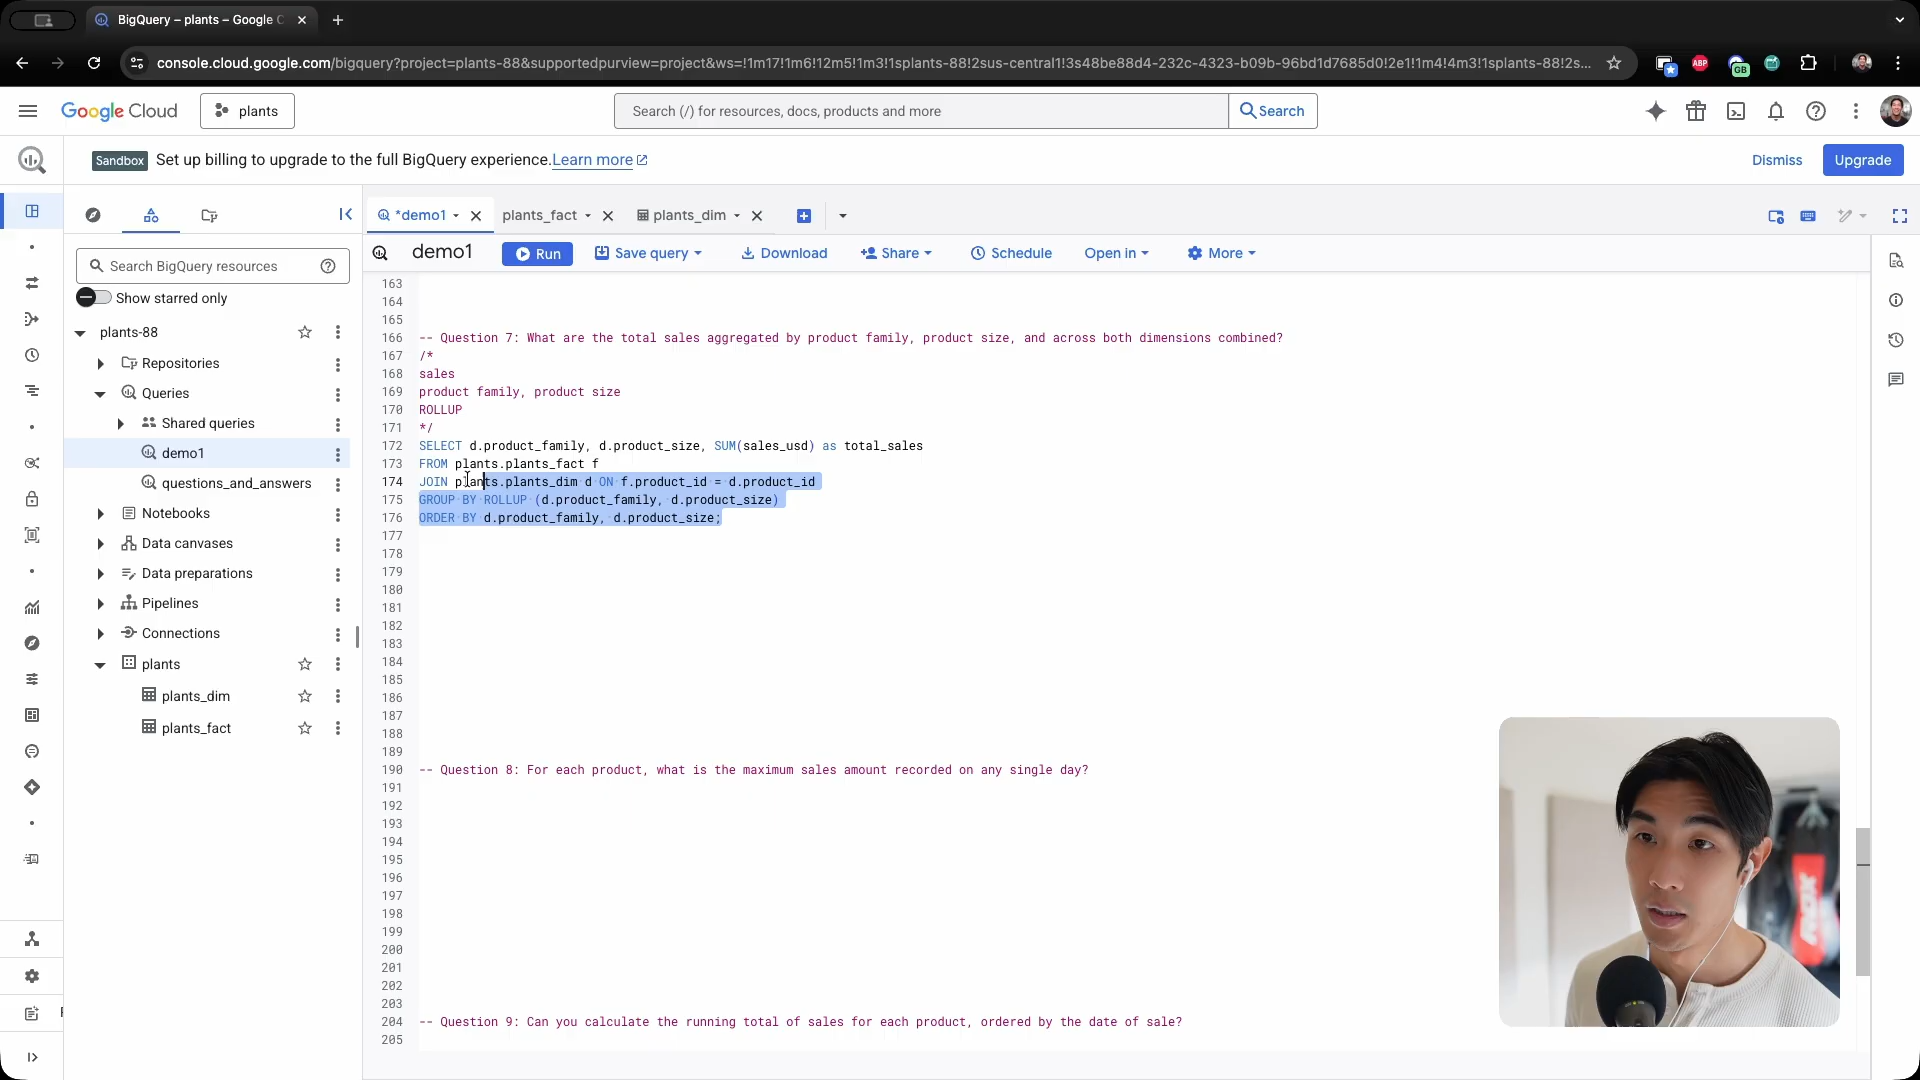 BigQuery – plants – Google C
console.cloud.google.com/bigquery?project=plants-88&supportedpurview=project&ws=!1m17!1m6!12m5!1m3!1splants-88!2sus-central1!3s48be88d4-232c-4323-b09b-96bd1d7685d0!2e1!1m4!4m3!1splants-88!2s...
ABP
GB
Google Cloud
plants
Search (/) for resources, docs, products and more
Search
Sandbox
Set up billing to upgrade to the full BigQuery experience. Learn more
Dismiss
Upgrade
*demo1
plants_fact
plants_dim
demo1
Run
Save query
Download
Share
Schedule
Open in
More
Search BigQuery resources
Show starred only
plants-88
Repositories
Queries
Shared queries
demo1
questions_and_answers
Notebooks
Data canvases
Data preparations
Pipelines
Connections
plants
plants_dim
plants_fact
163
164
165
166 -- Question 7: What are the total sales aggregated by product family, product size, and across both dimensions combined?
167 /*
168 sales
169 product family, product size
170 ROLLUP
171 */
172 SELECT d.product_family, d.product_size, SUM(sales_usd) as total_sales
173 FROM plants.plants_fact f
174 JOIN plants.plants_dim d ON f.product_id = d.product_id
175 GROUP BY ROLLUP (d.product_family, d.product_size)
176 ORDER BY d.product_family, d.product_size;
177
178
179
180
181
182
183
184
185
186
187
188
189
190 -- Question 8: For each product, what is the maximum sales amount recorded on any single day?
191
192
193
194
195
196
197
198
199
200
201
202
203
204 -- Question 9: Can you calculate the running total of sales for each product, ordered by the date of sale?
205